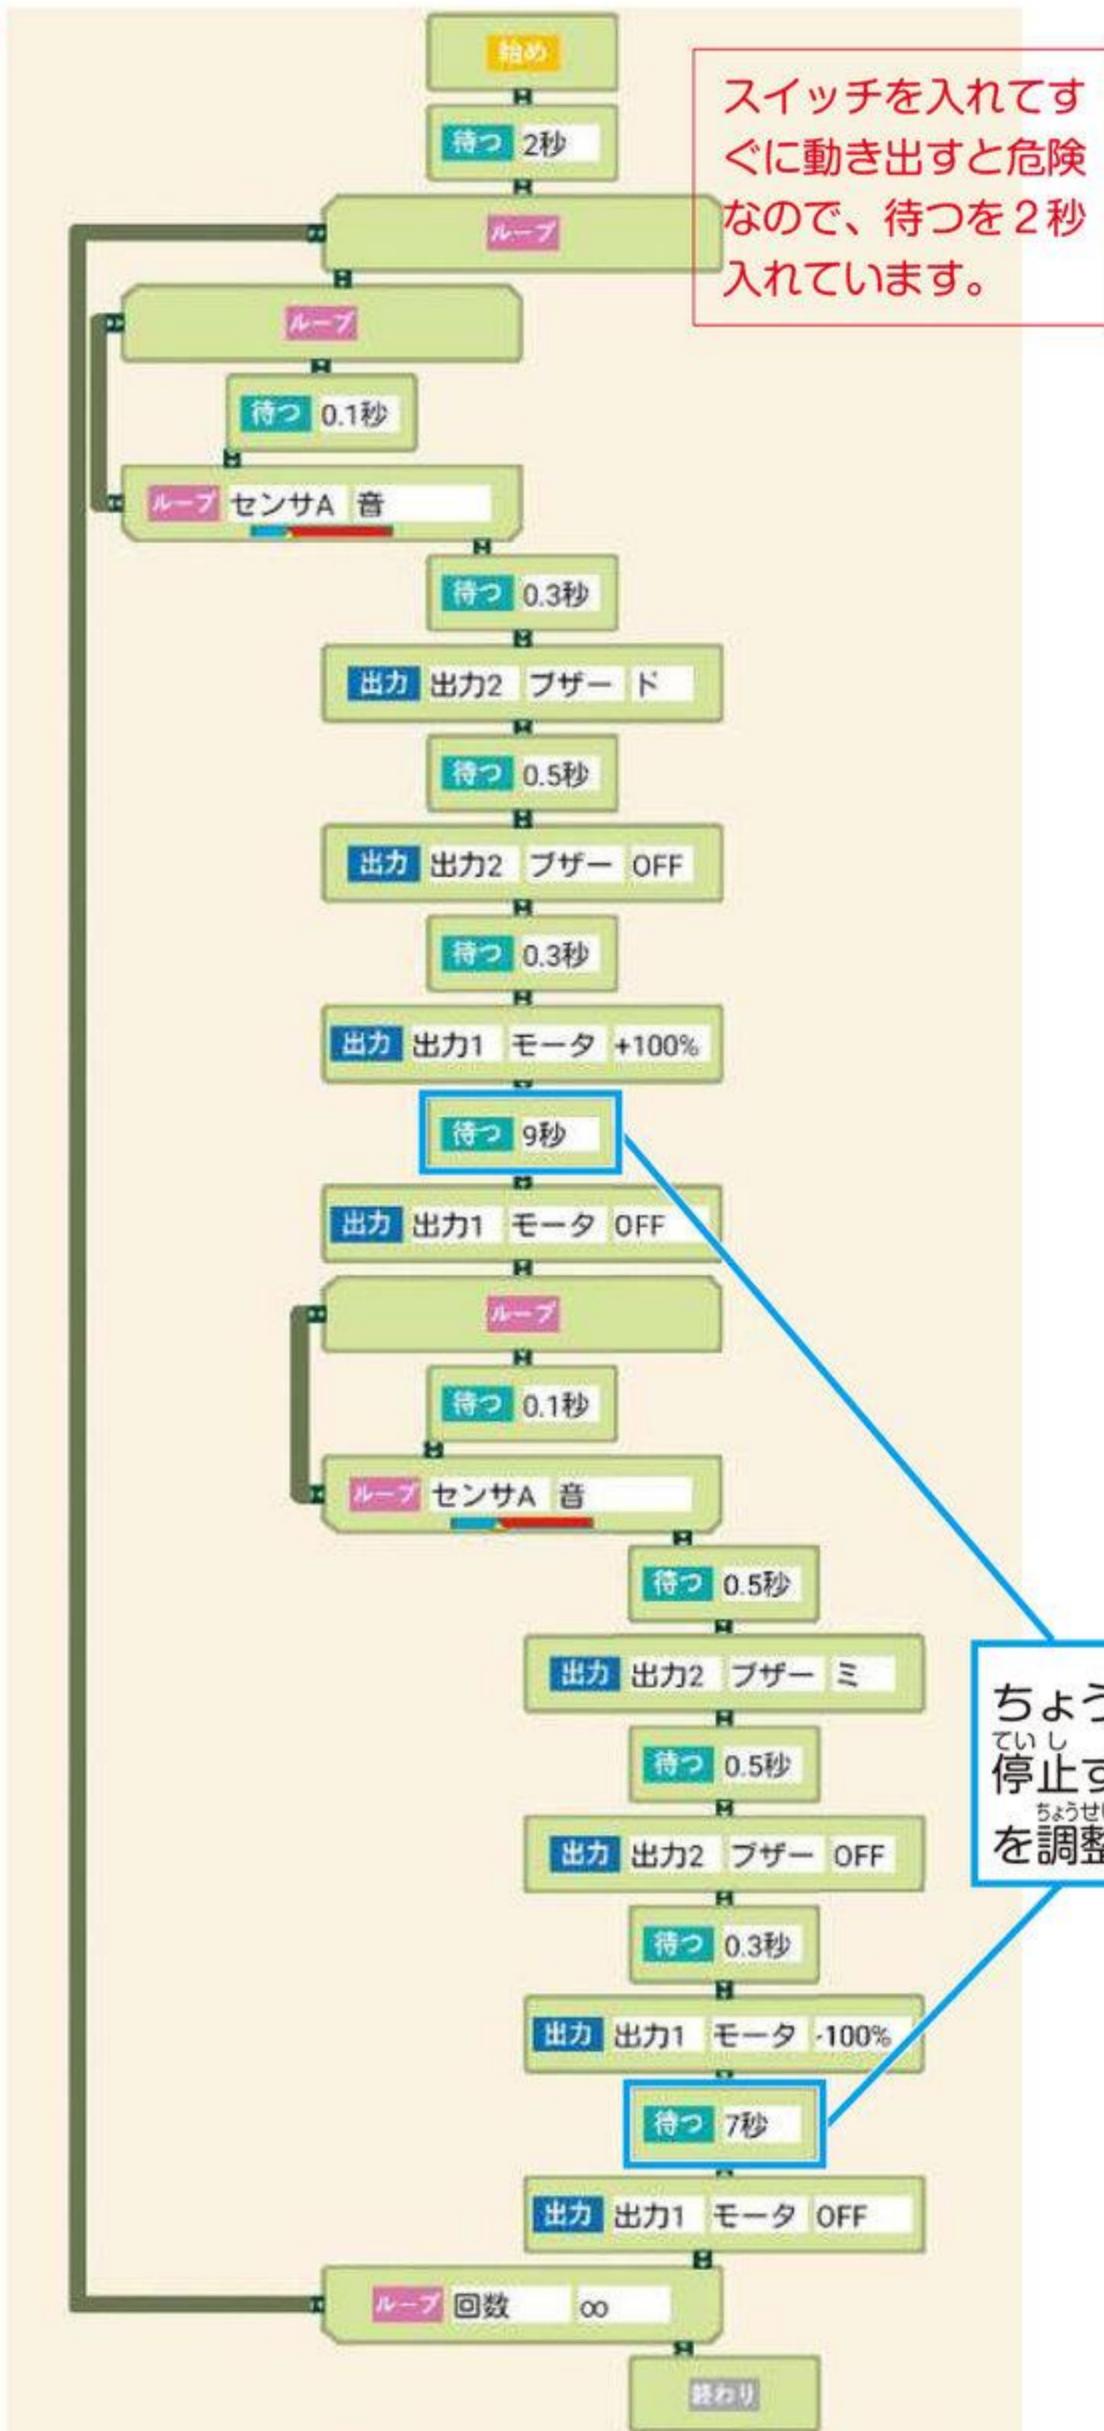 始め
スイッチを入れてす
ぐに動き出すと危険
なので、待つを２秒
入れています。
待つ 2秒
ループ
ループ
待つ 0.1秒
ループ センサA 音
待つ 0.3秒
出力 出力2 ブザー ド
待つ 0.5秒
出力 出力2 ブザー OFF
待つ 0.3秒
出力 出力1 モータ +100%
待つ 9秒
出力 出力1 モータ OFF
ループ
待つ 0.1秒
ループ センサA 音
待つ 0.5秒
出力 出力2 ブザー ミ
ちょう
ていし
停止す
ちょうせい
を調整
待つ 0.5秒
出力 出力2 ブザー OFF
待つ 0.3秒
出力 出力1 モータ -100%
待つ 7秒
出力 出力1 モータ OFF
ループ 回数 ∞
終わり